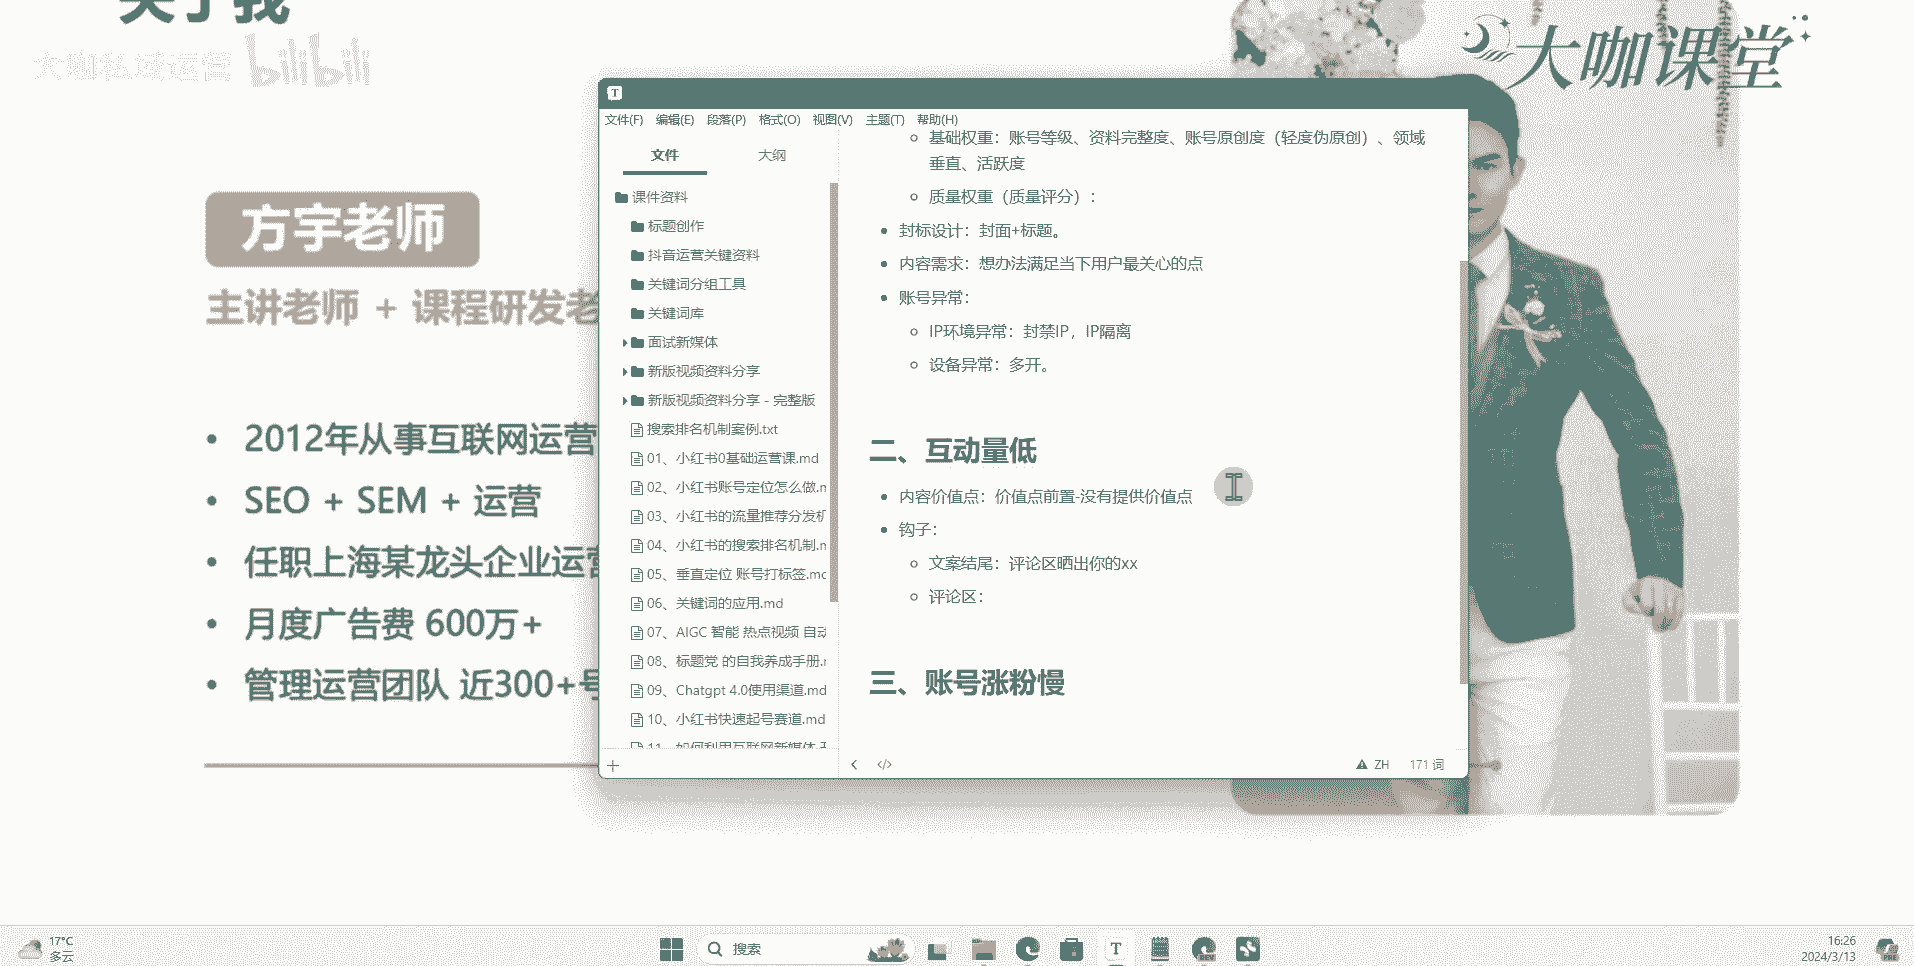 关于我
大咖私域运营 bilibili
大咖课堂
方宇老师
主讲老师 + 课程研发老
• 2012年从事互联网运营
• SEO + SEM + 运营
• 任职上海某龙头企业运营
• 月度广告费 600万+
• 管理运营团队 近300+号
T
文件(F) 编辑(E) 段落(P) 格式(O) 视图(V) 主题(T) 帮助(H)
文件 大纲
课件资料
标题创作
抖音运营关键资料
关键词分组工具
关键词库
面试新媒体
新版视频资料分享
新版视频资料分享 - 完整版
搜索排名机制案例.txt
01、小红书0基础运营课.md
02、小红书账号定位怎么做.m
03、小红书的流量推荐分发机
04、小红书的搜索排名机制.m
05、垂直定位 账号打标签.md
06、关键词的应用.md
07、AIGC 智能 热点视频 自动
08、标题党 的自我养成手册.m
09、Chatgpt 4.0使用渠道.md
10、小红书快速起号赛道.md
11、如何利用互联网新媒体
基础权重：账号等级、资料完整度、账号原创度（轻度伪原创）、领域
垂直、活跃度
质量权重（质量评分）：
• 封标设计：封面+标题。
• 内容需求：想办法满足当下用户最关心的点
• 账号异常：
IP环境异常：封禁IP，IP隔离
设备异常：多开。
二、互动量低
• 内容价值点：价值点前置-没有提供价值点
• 钩子：
文案结尾：评论区晒出你的xx
评论区：
三、账号涨粉慢
ZH 171 词
17°C
多云
搜索
T
DEV
16:26
2024/3/13
PRE